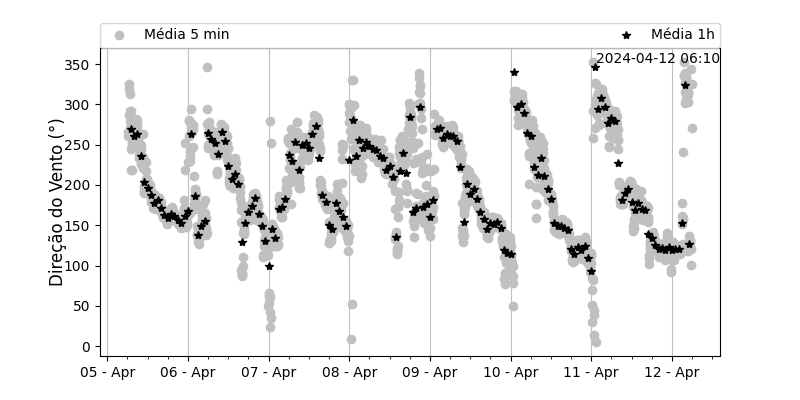 Média 5 min
Média 1h
2024-04-12 06:10
Direção do Vento (°)
350
300
250
200
150
100
50
0
05 - Apr
06 - Apr
07 - Apr
08 - Apr
09 - Apr
10 - Apr
11 - Apr
12 - Apr